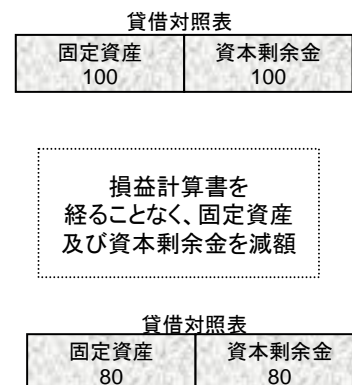 貸借対照表
固定資産 資本剰余金
100 100
損益計算書を
経ることなく、固定資産
及び資本剰余金を減額
貸借対照表
固定資産 資本剰余金
80 80